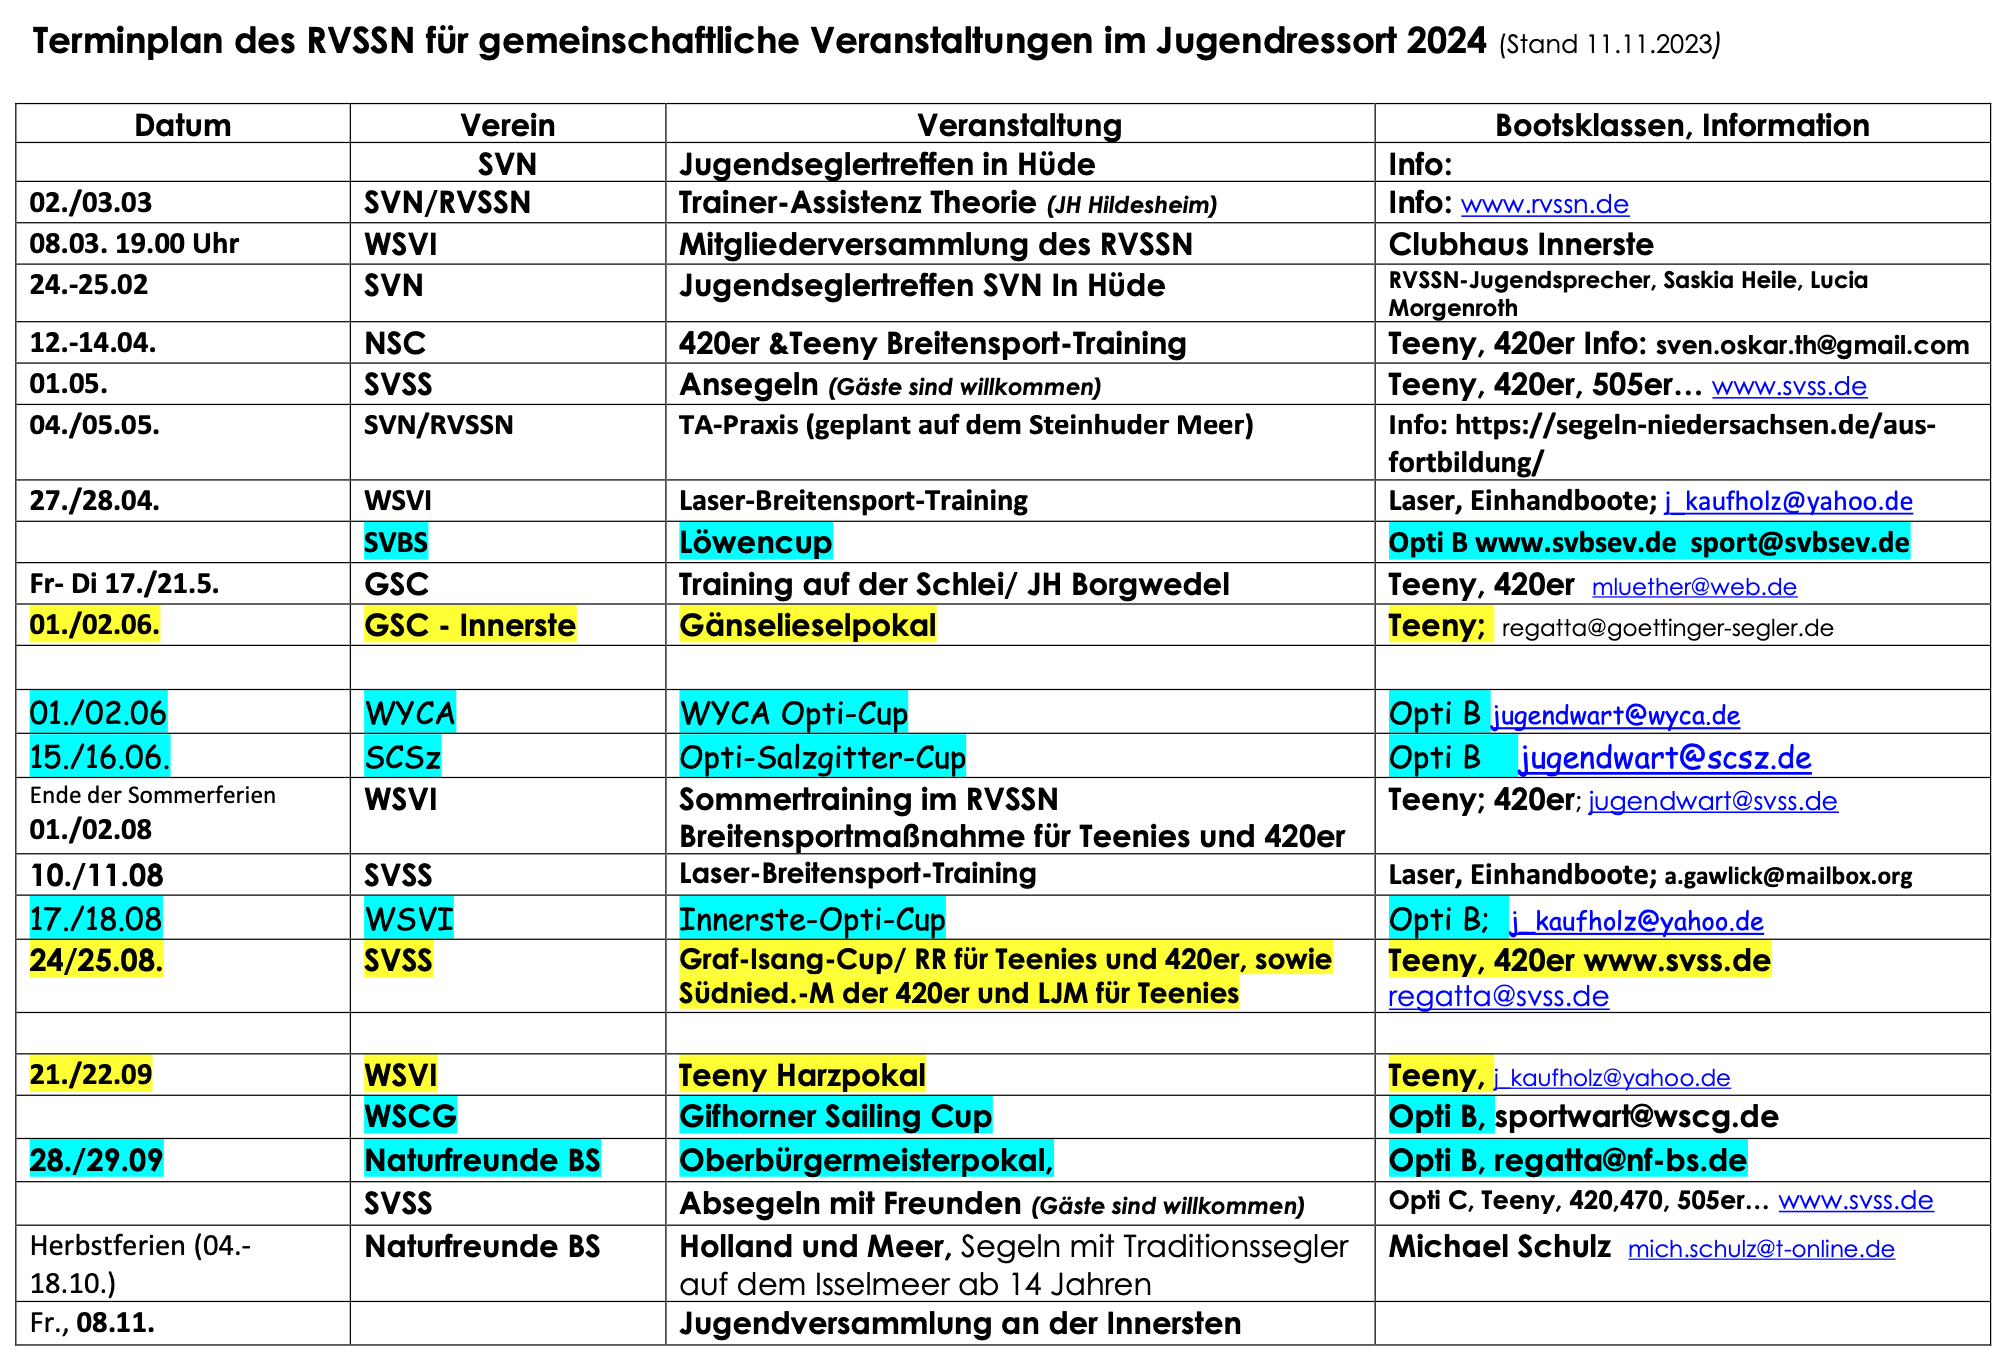 Terminplan des RVSSN für gemeinschaftliche Veranstaltungen im Jugendressort 2024 (Stand 11.11.2023)
Datum Verein Veranstaltung Bootsklassen, Information
SVN Jugendseglertreffen in Hüde Info:
02./03.03 SVN/RVSSN Trainer-Assistenz Theorie (JH Hildesheim) Info: www.rvssn.de
08.03. 19.00 Uhr WSVI Mitgliederversammlung des RVSSN Clubhaus Innerste
24.-25.02 SVN Jugendseglertreffen SVN In Hüde RVSSN-Jugendsprecher, Saskia Heile, Lucia
Morgenroth
12.-14.04. NSC 420er &Teeny Breitensport-Training Teeny, 420er Info: sven.oskar.th@gmail.com
01.05. SVSS Ansegeln (Gäste sind willkommen) Teeny, 420er, 505er… www.svss.de
04./05.05. SVN/RVSSN TA-Praxis (geplant auf dem Steinhuder Meer) Info: https://segeln-niedersachsen.de/aus-
fortbildung/
27./28.04. WSVI Laser-Breitensport-Training Laser, Einhandboote; j_kaufholz@yahoo.de
SVBS Löwencup Opti B www.svbsev.de sport@svbsev.de
Fr- Di 17./21.5. GSC Training auf der Schlei/ JH Borgwedel Teeny, 420er mluether@web.de
01./02.06. GSC - Innerste Gänselieselpokal Teeny; regatta@goettinger-segler.de
01./02.06 WYCA WYCA Opti-Cup Opti B jugendwart@wyca.de
15./16.06. SCSz Opti-Salzgitter-Cup Opti B jugendwart@scsz.de
Ende der Sommerferien WSVI Sommertraining im RVSSN Teeny; 420er; jugendwart@svss.de
01./02.08 Breitensportmaßnahme für Teenies und 420er
10./11.08 SVSS Laser-Breitensport-Training Laser, Einhandboote; a.gawlick@mailbox.org
17./18.08 WSVI Innerste-Opti-Cup Opti B; j_kaufholz@yahoo.de
24/25.08. SVSS Graf-Isang-Cup/ RR für Teenies und 420er, sowie Teeny, 420er www.svss.de
Südnied.-M der 420er und LJM für Teenies regatta@svss.de
21./22.09 WSVI Teeny Harzpokal Teeny, j_kaufholz@yahoo.de
WSCG Gifhorner Sailing Cup Opti B, sportwart@wscg.de
28./29.09 Naturfreunde BS Oberbürgermeisterpokal, Opti B, regatta@nf-bs.de
SVSS Absegeln mit Freunden (Gäste sind willkommen) Opti C, Teeny, 420,470, 505er… www.svss.de
Herbstferien (04.- Naturfreunde BS Holland und Meer, Segeln mit Traditionssegler Michael Schulz mich.schulz@t-online.de
18.10.) auf dem Isselmeer ab 14 Jahren
Fr., 08.11. Jugendversammlung an der Innersten